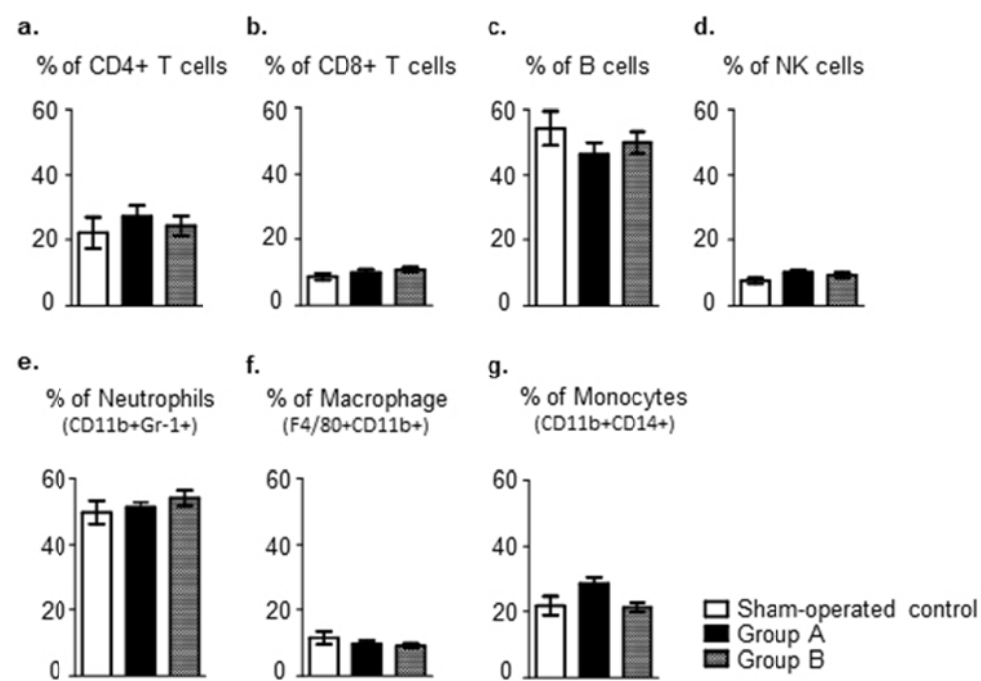 a.
% of CD4+ T cells
60
40
20
0
b.
% of CD8+ T cells
60
40
20
0
c.
% of B cells
60
40
20
0
d.
% of NK cells
60
40
20
0
e.
% of Neutrophils
(CD11b+Gr-1+)
60
40
20
0
f.
% of Macrophage
(F4/80+CD11b+)
60
40
20
0
g.
% of Monocytes
(CD11b+CD14+)
60
40
20
0
Sham-operated control
Group A
Group B